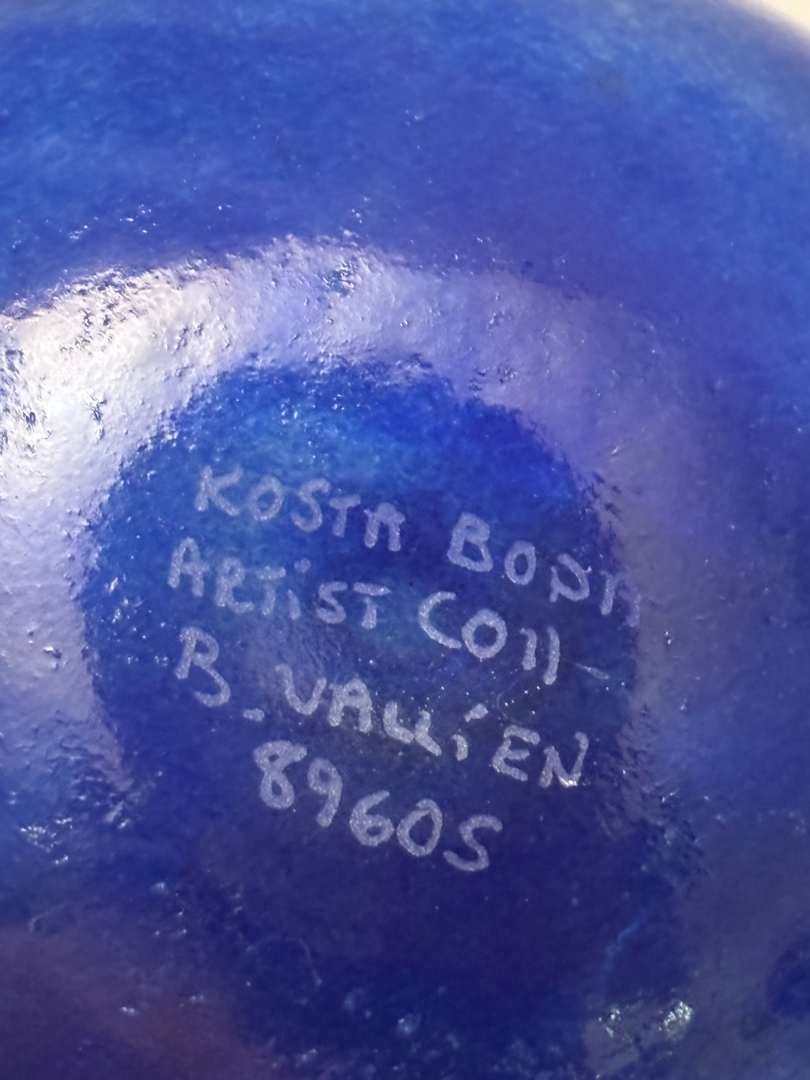 KOSTA BODA
ARTIST COll
B. VALLiEN
89605